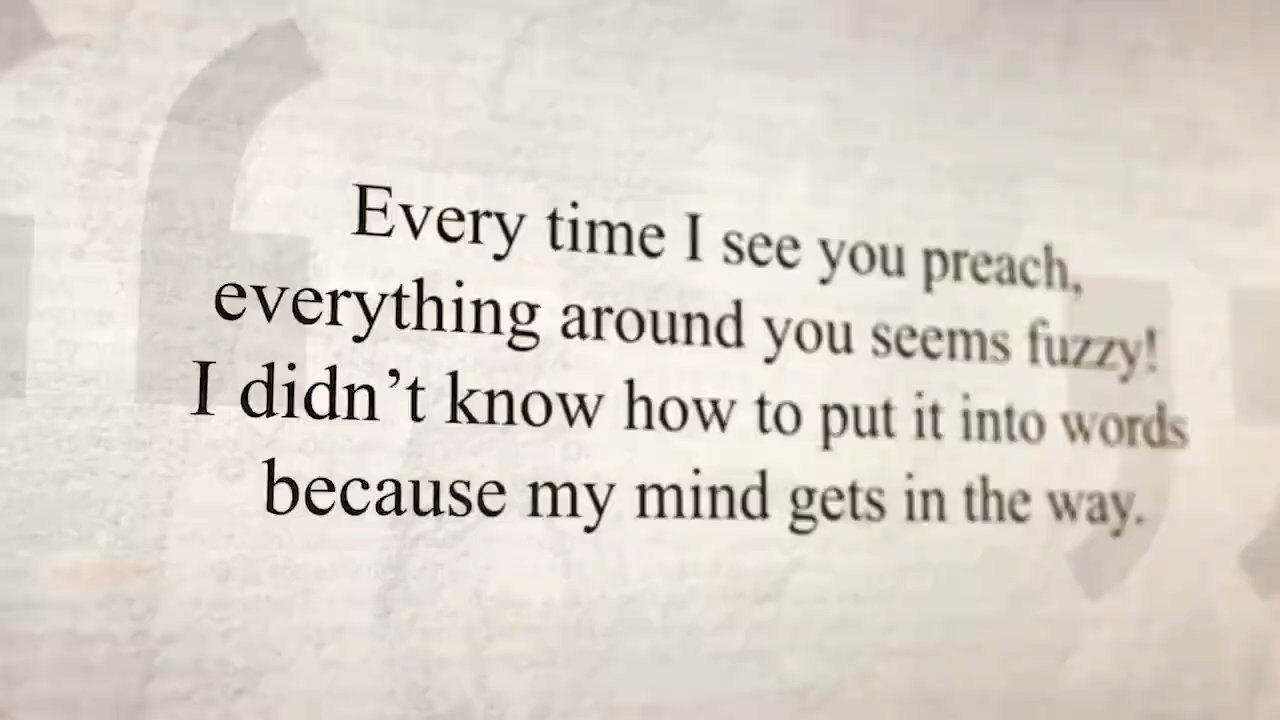 Every time I see you preach,
everything around you seems fuzzy!
I didn’t know how to put it into words
because my mind gets in the way.